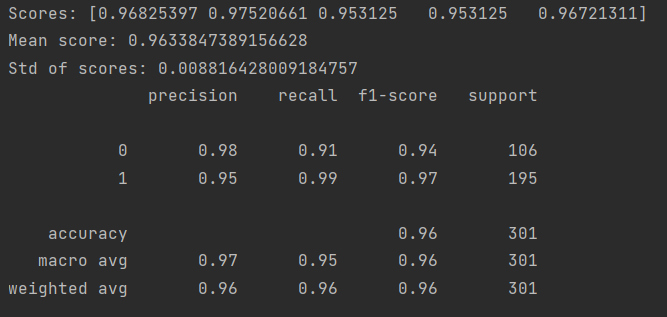 Scores: [0.96825397 0.97520661 0.953125   0.953125   0.96721311]
Mean score: 0.9633847389156628
Std of scores: 0.008816428009184757
              precision    recall  f1-score   support

           0       0.98      0.91      0.94       106
           1       0.95      0.99      0.97       195

    accuracy                           0.96       301
   macro avg       0.97      0.95      0.96       301
weighted avg       0.96      0.96      0.96       301